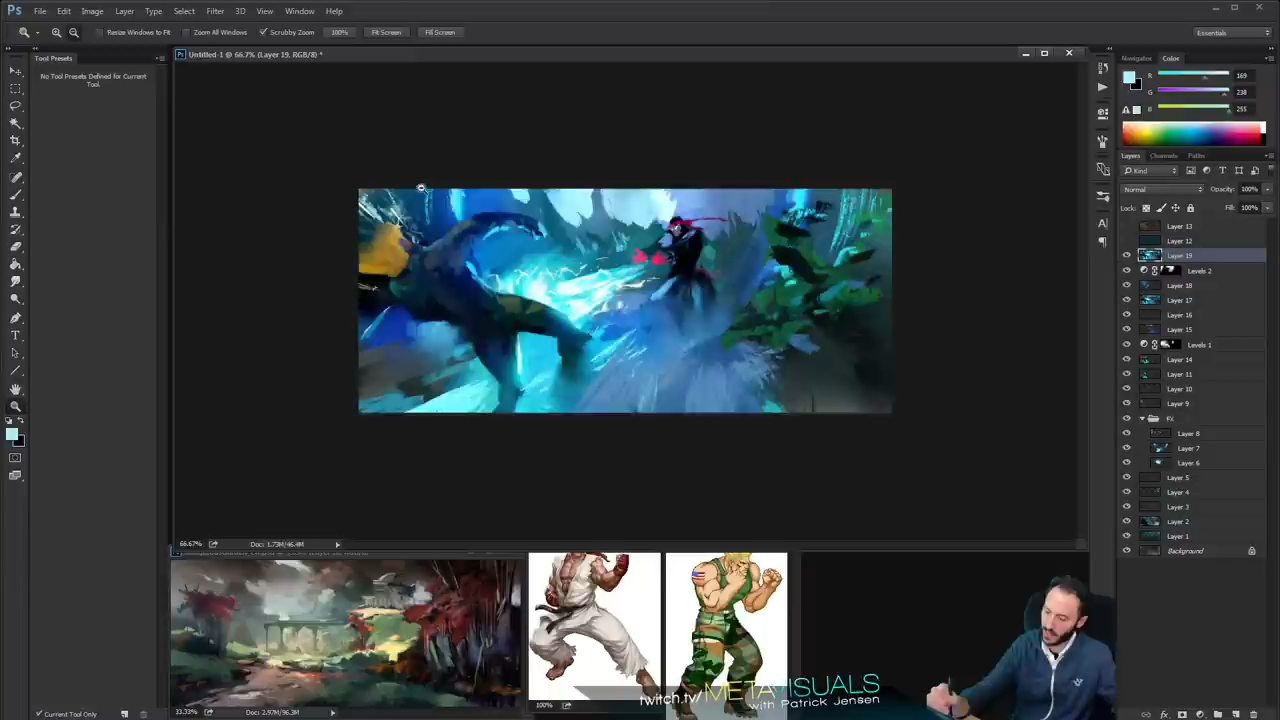 Ps File Edit Image Layer Type Select Filter 3D View Window Help
Resize Windows to Fit Zoom All Windows Scrubby Zoom 100% Fit Screen Fill Screen Essentials
Tool Presets
No Tool Presets Defined for Current
Tool
Current Tool Only
Untitled-1 @ 66.7% (Layer 19, RGB/8) *
66.67% Doc: 1.73M/46.4M
33.33% Doc: 2.97M/96.3M
100%
twitch.tv/METAVISUALS
with Patrick Jensen
Navigator Color
R 169
G 238
B 255
Layers Channels Paths
Kind
Normal Opacity: 100%
Lock: Fill: 100%
Layer 13
Layer 12
Layer 19
Levels 2
Layer 18
Layer 17
Layer 16
Layer 15
Levels 1
Layer 14
Layer 11
Layer 10
Layer 9
FX
Layer 8
Layer 7
Layer 6
Layer 5
Layer 4
Layer 3
Layer 2
Layer 1
Background